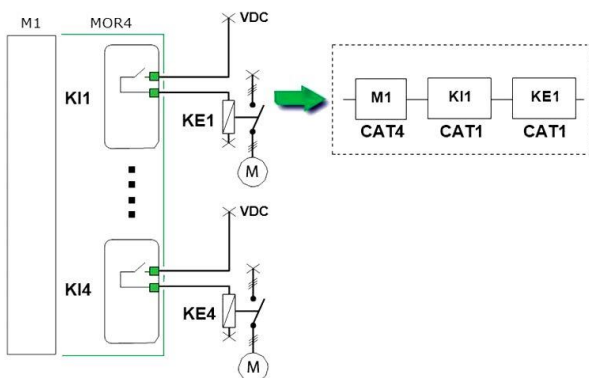 M1 MOR4
VDC
KI1
KE1
M
M1 KI1 KE1
CAT4 CAT1 CAT1
VDC
KI4
KE4
M